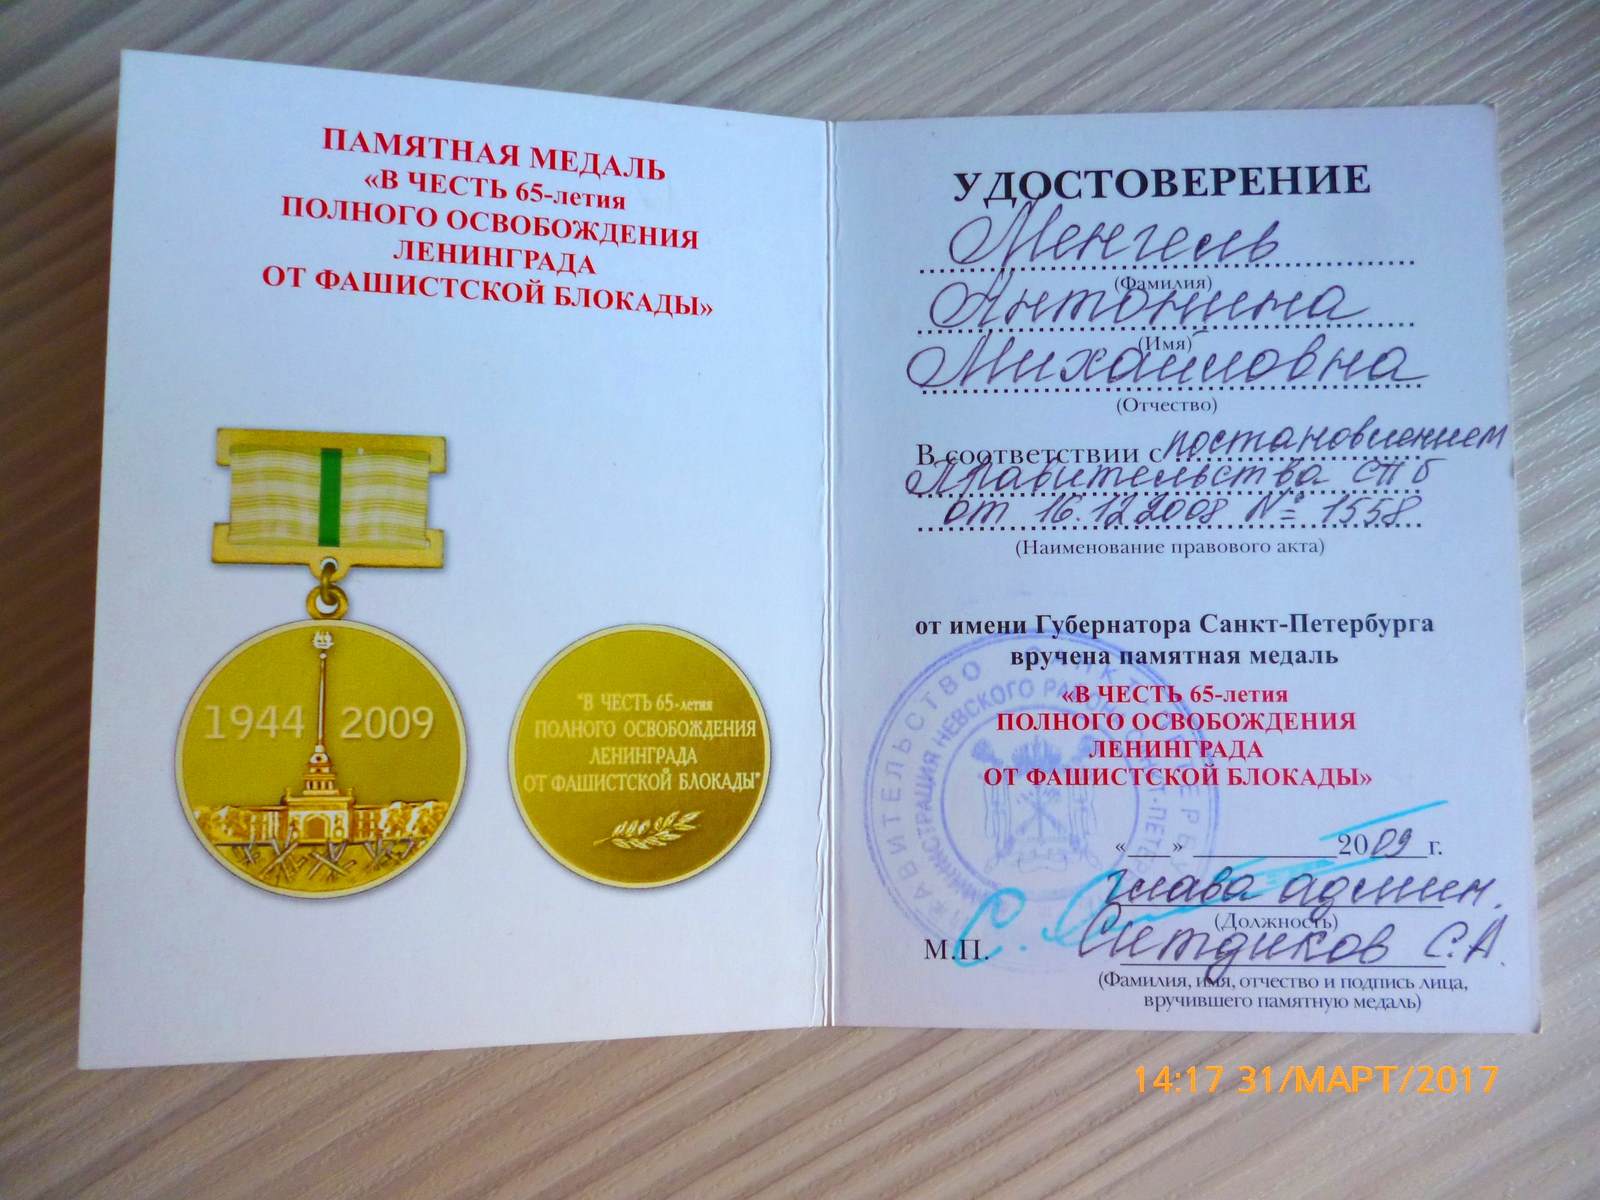 ПАМЯТНАЯ МЕДАЛЬ
«В ЧЕСТЬ 65-летия
ПОЛНОГО ОСВОБОЖДЕНИЯ
ЛЕНИНГРАДА
ОТ ФАШИСТСКОЙ БЛОКАДЫ»
1944 2009
"В ЧЕСТЬ 65-летия
ПОЛНОГО ОСВОБОЖДЕНИЯ
ЛЕНИНГРАДА
ОТ ФАШИСТСКОЙ БЛОКАДЫ"
УДОСТОВЕРЕНИЕ
Менгель
(Фамилия)
Антонина
(Имя)
Михайловна
(Отчество)
В соответствии с постановлением
Правительства СПб
от 16.12.2008 № 1558
(Наименование правового акта)
от имени Губернатора Санкт-Петербурга
вручена памятная медаль
«В ЧЕСТЬ 65-летия
ПОЛНОГО ОСВОБОЖДЕНИЯ
ЛЕНИНГРАДА
ОТ ФАШИСТСКОЙ БЛОКАДЫ»
«___» __________2009 г.
глава админ.
(Должность)
М.П. Ситдиков С.А.
(Фамилия, имя, отчество и подпись лица,
вручившего памятную медаль)
14:17 31/МАРТ/2017